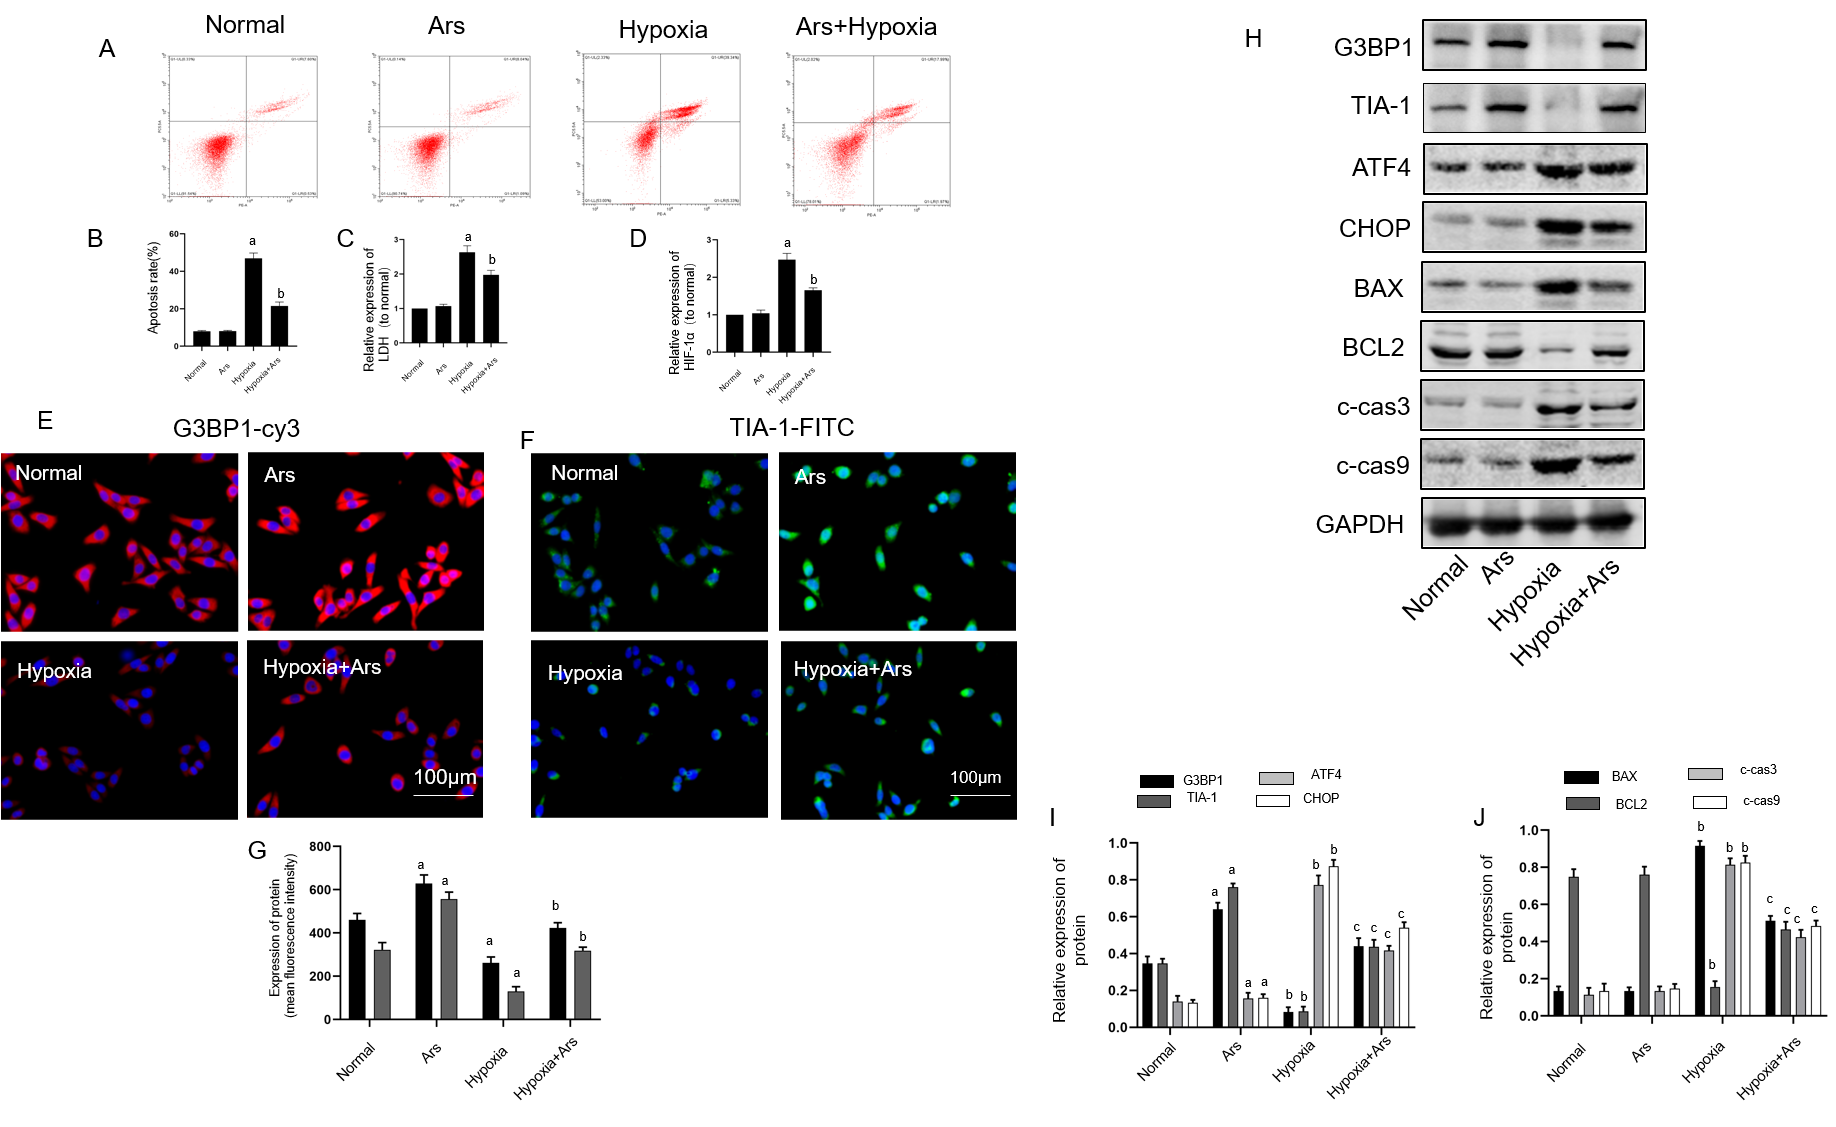 A
Normal
Ars
Hypoxia
Ars+Hypoxia
PE-A
PE-A
PE-A
PE-A
B
Apotosis rate(%)
60
40
20
0
a
b
Normal
Ars
Hypoxia
Hypoxia+Ars
C
Relative expression of
LDH (to normal)
3
2
1
0
a
b
Normal
Ars
Hypoxia
Hypoxia+Ars
D
Relative expression of
HIF-1α (to normal)
3
2
1
0
a
b
Normal
Ars
Hypoxia
Hypoxia+Ars
E
G3BP1-cy3
Normal
Ars
Hypoxia
Hypoxia+Ars
100μm
F
TIA-1-FITC
Normal
Ars
Hypoxia
Hypoxia+Ars
100μm
G
Expression of protein
(mean fluorescence intensity)
800
600
400
200
0
a
a
a
a
b
b
Normal
Ars
Hypoxia
Hypoxia+Ars
H
G3BP1
TIA-1
ATF4
CHOP
BAX
BCL2
c-cas3
c-cas9
GAPDH
Normal
Ars
Hypoxia
Hypoxia+Ars
I
G3BP1
ATF4
TIA-1
CHOP
Relative expression of
protein
1.0
0.8
0.6
0.4
0.2
0.0
a
a
a
a
b
b
b
b
c
c
c
c
Normal
Ars
Hypoxia
Hypoxia+Ars
J
BAX
c-cas3
BCL2
c-cas9
Relative expression of
protein
1.0
0.8
0.6
0.4
0.2
0.0
b
b
b
b
c
c
c
c
Normal
Ars
Hypoxia
Hypoxia+Ars